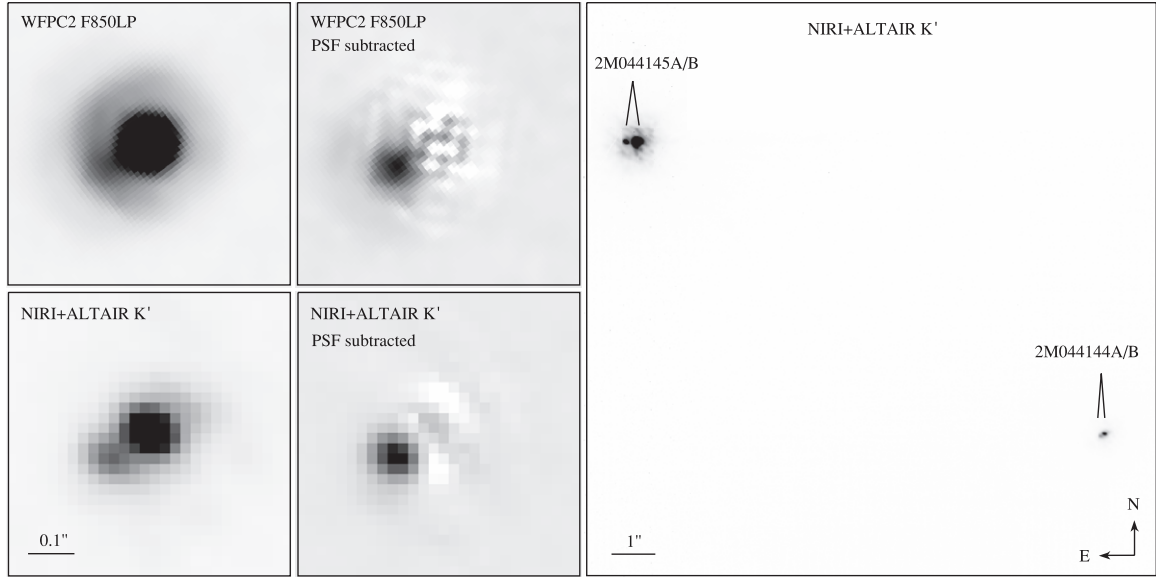 WFPC2 F850LP
WFPC2 F850LP
PSF subtracted
NIRI+ALTAIR K'
2M044145A/B
NIRI+ALTAIR K'
0.1"
NIRI+ALTAIR K'
PSF subtracted
2M044144A/B
1"
N
E